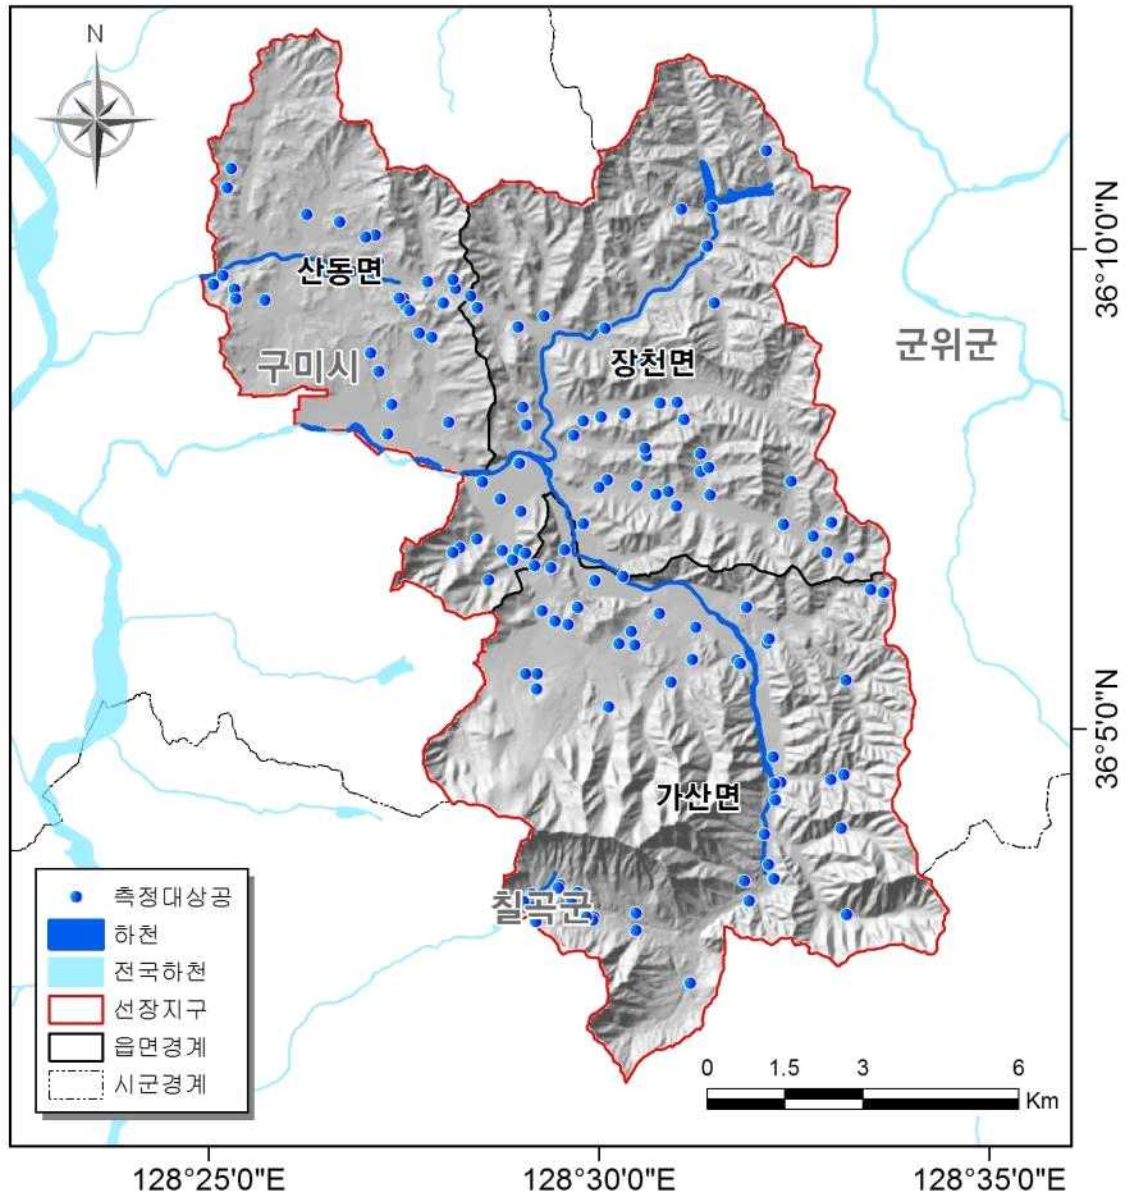 N
산동면
구미시
장천면
군위군
가산면
칠곡군
36°10'0"N
36°5'0"N
측정대상공
하천
전국하천
선장지구
읍면경계
시군경계
0 1.5 3 6
Km
128°25'0"E 128°30'0"E 128°35'0"E